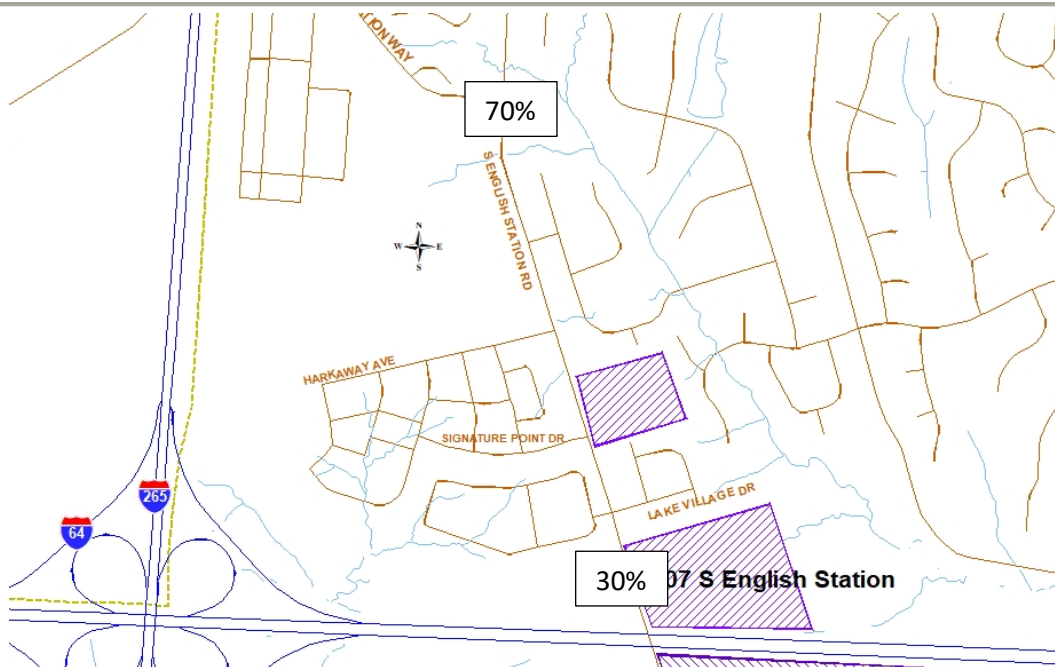 ATION WAY
70%
S ENGLISH STATION RD
N
W E
S
HARKAWAY AVE
SIGNATURE POINT DR
265
64
LAKE VILLAGE DR
30%
07 S English Station